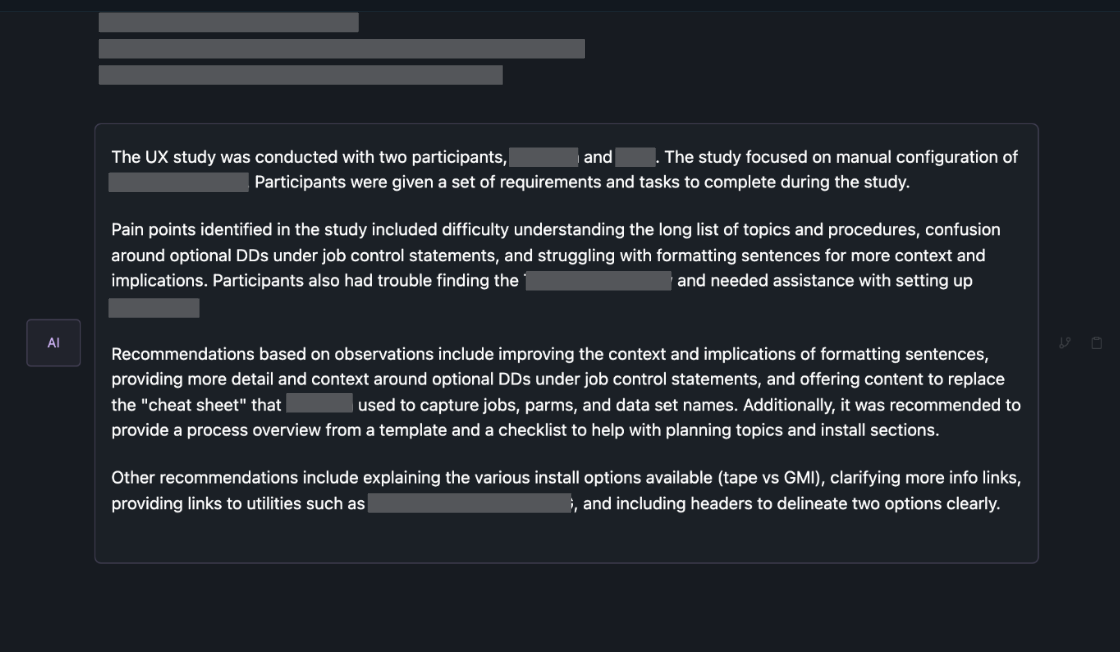 The UX study was conducted with two participants, and . The study focused on manual configuration of
. Participants were given a set of requirements and tasks to complete during the study.
Pain points identified in the study included difficulty understanding the long list of topics and procedures, confusion
around optional DDs under job control statements, and struggling with formatting sentences for more context and
implications. Participants also had trouble finding the and needed assistance with setting up
AI
Recommendations based on observations include improving the context and implications of formatting sentences,
providing more detail and context around optional DDs under job control statements, and offering content to replace
the "cheat sheet" that used to capture jobs, parms, and data set names. Additionally, it was recommended to
provide a process overview from a template and a checklist to help with planning topics and install sections.
Other recommendations include explaining the various install options available (tape vs GMI), clarifying more info links,
providing links to utilities such as , and including headers to delineate two options clearly.